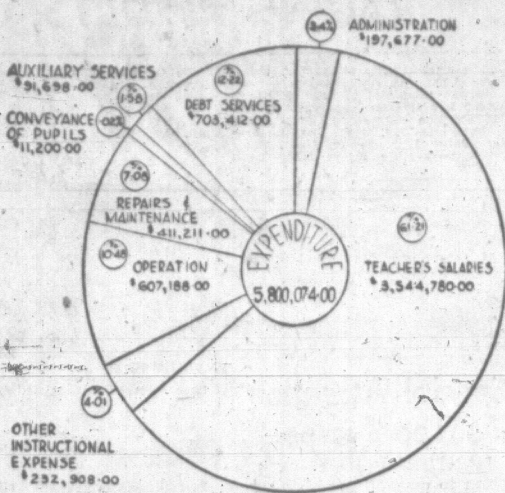 3.4%
ADMINISTRATION
$197,677.00
%
61.21
TEACHER'S SALARIES
$3,544,780.00
%
4.01
OTHER
INSTRUCTIONAL
EXPENSE
$232,908.00
%
10.48
OPERATION
$607,188.00
%
7.08
REPAIRS &
MAINTENANCE
$411,211.00
CONVEYANCE
OF PUPILS
$11,200.00
%
1.58
AUXILIARY SERVICES
$91,698.00
%
12.22
DEBT SERVICES
$703,412.00
EXPENDITURE
5,800,074.00